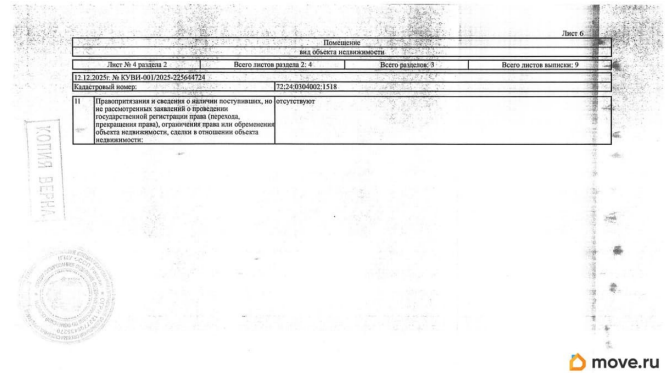 Лист 6
Помещение
вид объекта недвижимости
Лист № 4 раздела 2 Всего листов раздела 2: 4 Всего разделов: 3 Всего листов выписки: 9
12.12.2025г. № КУВИ-001/2025-225644724
Кадастровый номер: 72:24:0304002:1518
11 Правопритязания и сведения о наличии поступивших, но отсутствуют
не рассмотренных заявлений о проведении
государственной регистрации права (перехода,
прекращения права), ограничения права или обременения
объекта недвижимости, сделки в отношении объекта
недвижимости:
КОПИЯ ВЕРНА
move.ru